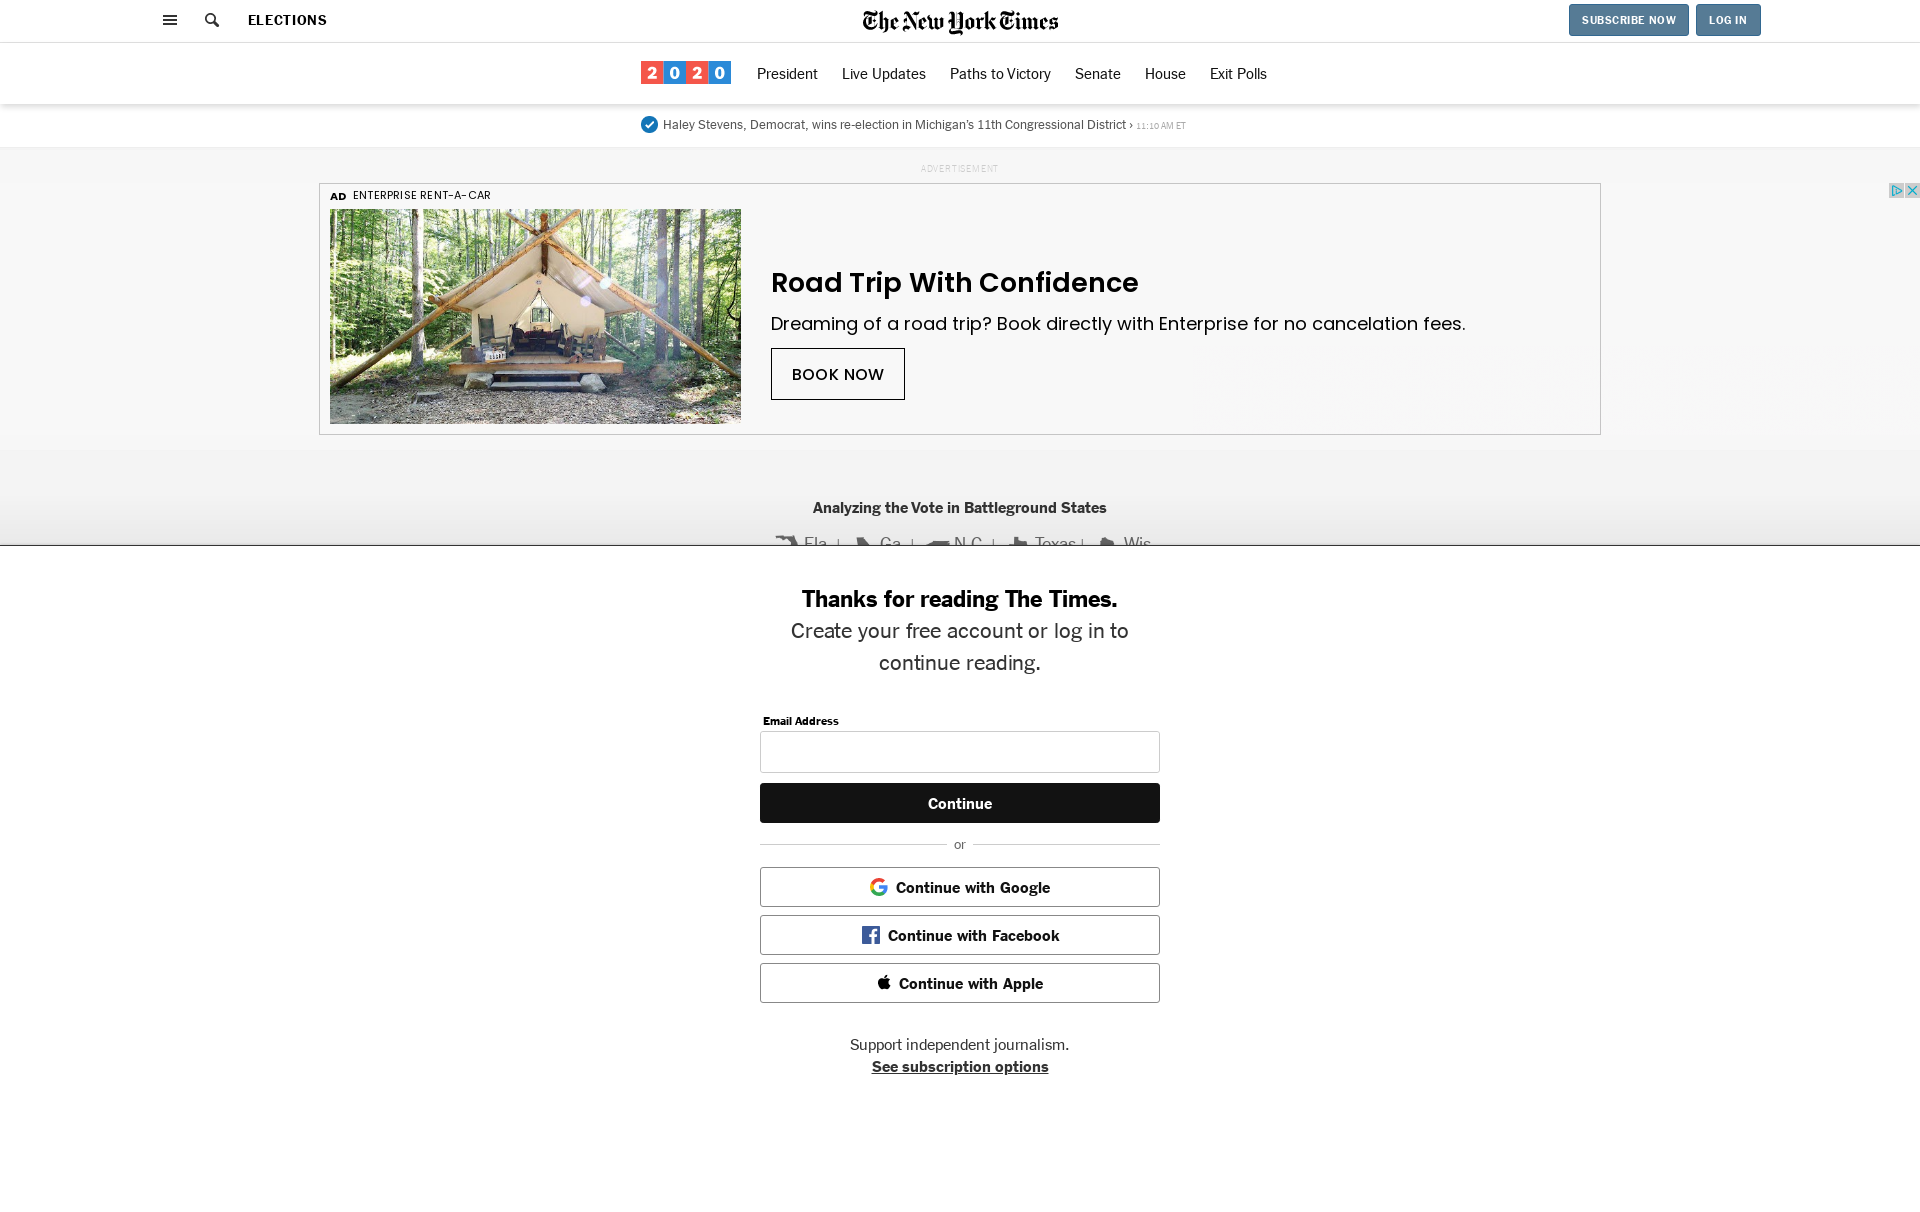 ELECTIONS
The New York Times
SUBSCRIBE NOW
LOG IN
2020
President
Live Updates
Paths to Victory
Senate
House
Exit Polls
Haley Stevens, Democrat, wins re-election in Michigan's 11th Congressional District › 11:10 AM ET
ADVERTISEMENT
AD ENTERPRISE RENT-A-CAR
Road Trip With Confidence
Dreaming of a road trip? Book directly with Enterprise for no cancelation fees.
BOOK NOW
Analyzing the Vote in Battleground States
Fla. | Ga. | N.C. | Texas | Wis.
Thanks for reading The Times.
Create your free account or log in to
continue reading.
Email Address
Continue
or
Continue with Google
Continue with Facebook
Continue with Apple
Support independent journalism.
See subscription options